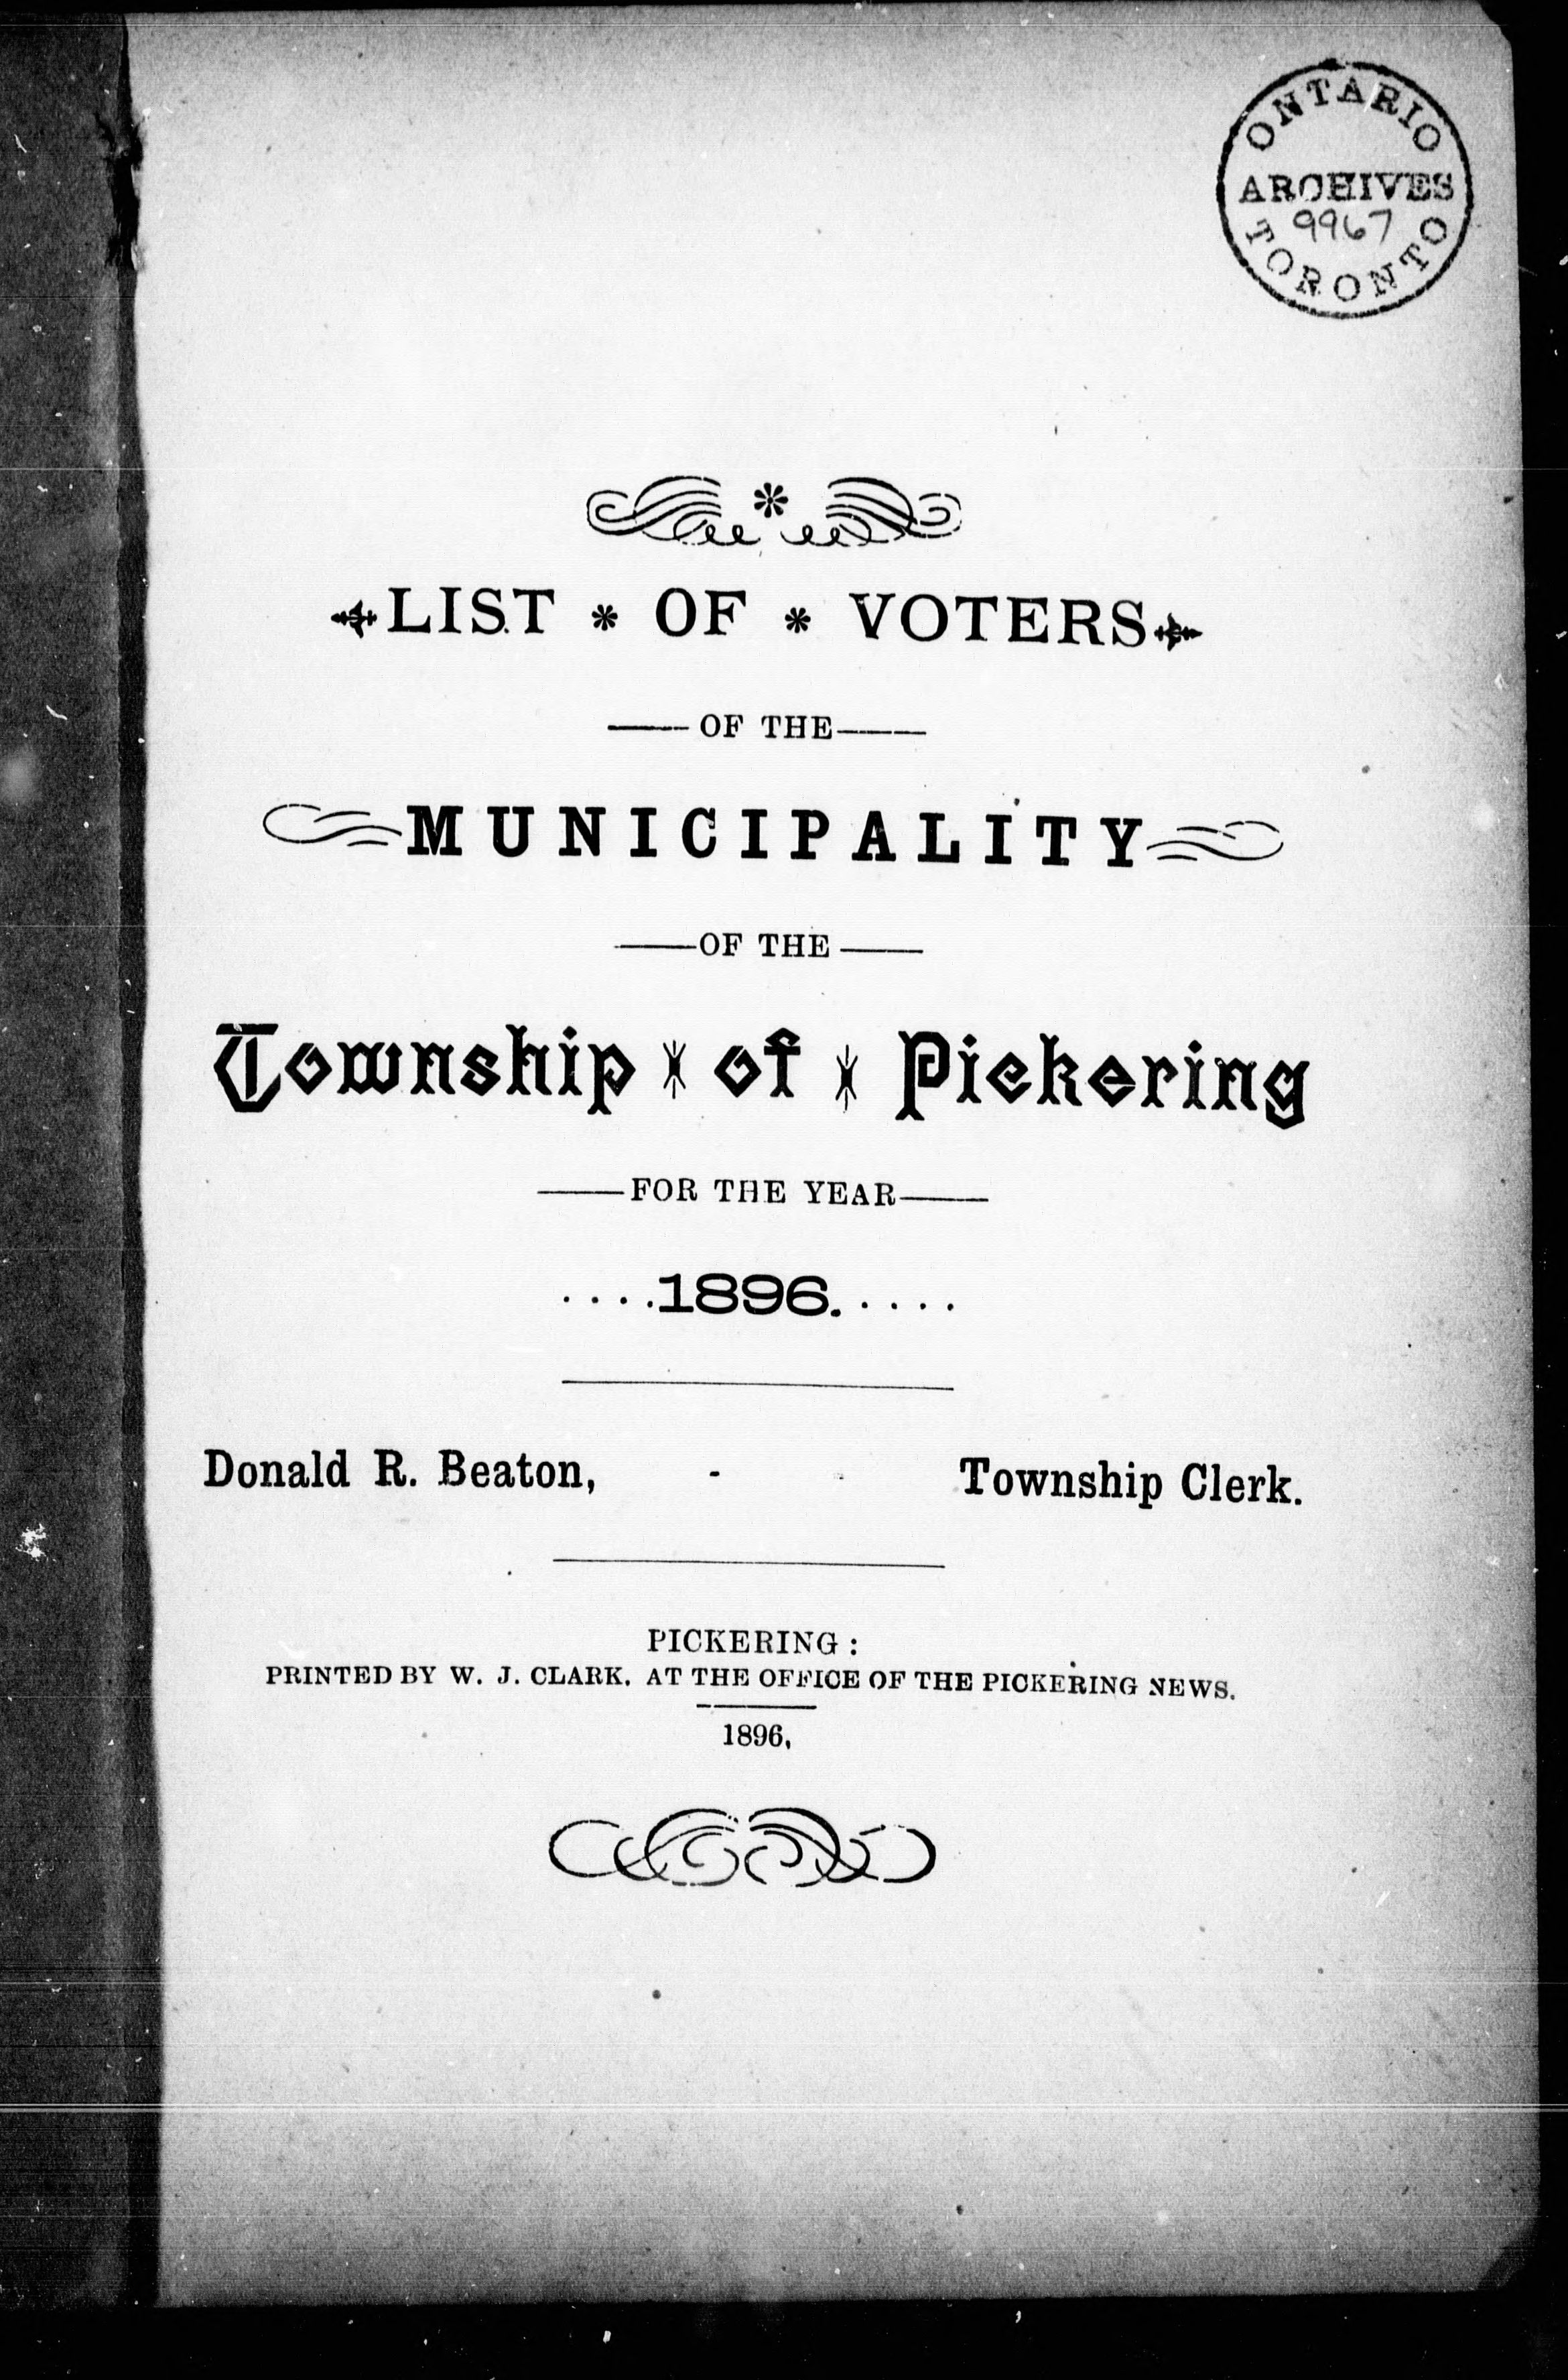 ONTARIO
ARCHIVES
9967
TORONTO
LIST * OF * VOTERS
OF THE
MUNICIPALITY
OF THE
Township of Pickering
FOR THE YEAR
....1896.....
Donald R. Beaton, - - Township Clerk.
PICKERING:
PRINTED BY W. J. CLARK. AT THE OFFICE OF THE PICKERING NEWS.
1896,